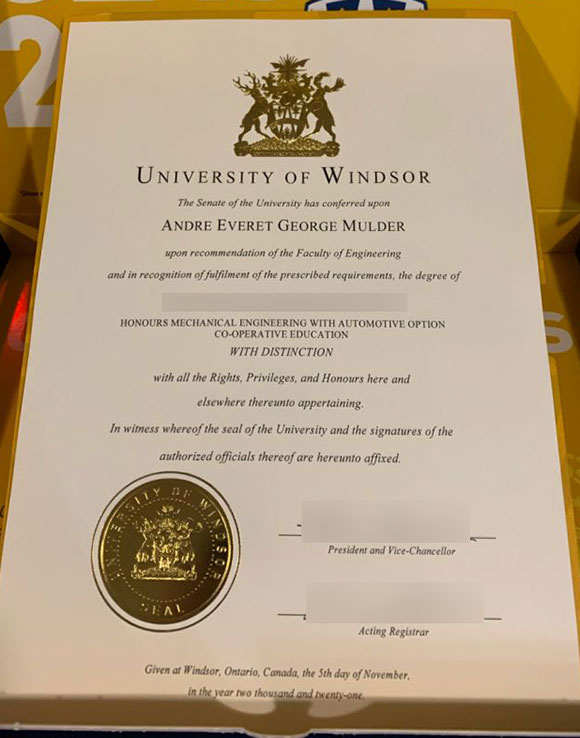 UNIVERSITY OF WINDSOR
The Senate of the University has conferred upon
ANDRE EVERET GEORGE MULDER
upon recommendation of the Faculty of Engineering
and in recognition of fulfilment of the prescribed requirements, the degree of
HONOURS MECHANICAL ENGINEERING WITH AUTOMOTIVE OPTION
CO-OPERATIVE EDUCATION
WITH DISTINCTION
with all the Rights, Privileges, and Honours here and
elsewhere thereunto appertaining.
In witness whereof the seal of the University and the signatures of the
authorized officials thereof are hereunto affixed.
UNIVERSITY OF WINDSOR
SEAL
President and Vice-Chancellor
Acting Registrar
Given at Windsor, Ontario, Canada, the 5th day of November,
in the year two thousand and twenty-one.